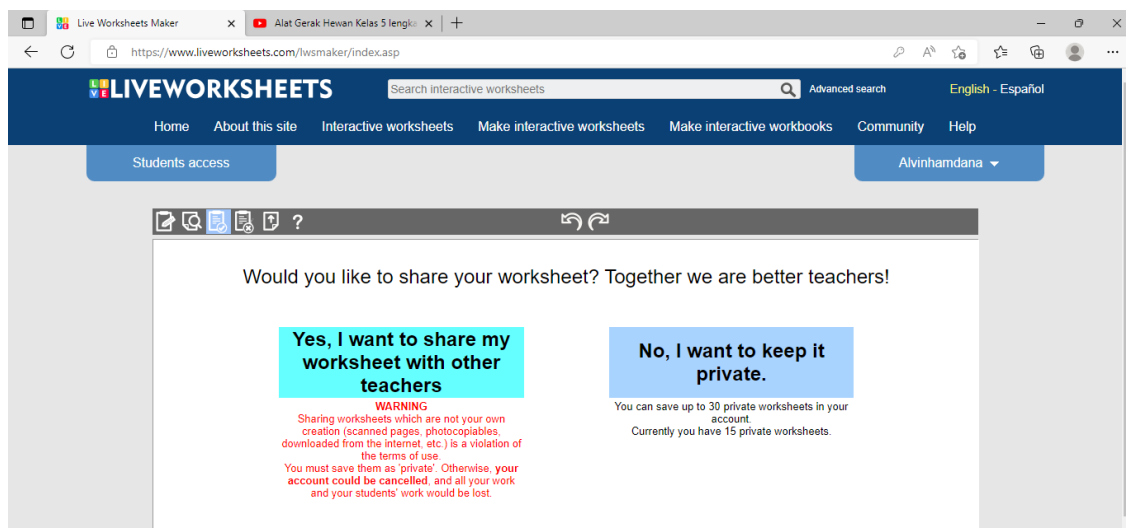 Live Worksheets Maker
Alat Gerak Hewan Kelas 5 lengka
https://www.liveworksheets.com/lwsmaker/index.asp
LIVE LIVEWORKSHEETS
Search interactive worksheets
Advanced search
English - Español
Home About this site Interactive worksheets Make interactive worksheets Make interactive workbooks Community Help
Students access
Alvinhamdana
?
Would you like to share your worksheet? Together we are better teachers!
Yes, I want to share my
worksheet with other
teachers
WARNING
Sharing worksheets which are not your own
creation (scanned pages, photocopiables,
downloaded from the internet, etc.) is a violation of
the terms of use.
You must save them as 'private'. Otherwise, your
account could be cancelled, and all your work
and your students' work would be lost.
No, I want to keep it
private.
You can save up to 30 private worksheets in your
account.
Currently you have 15 private worksheets.